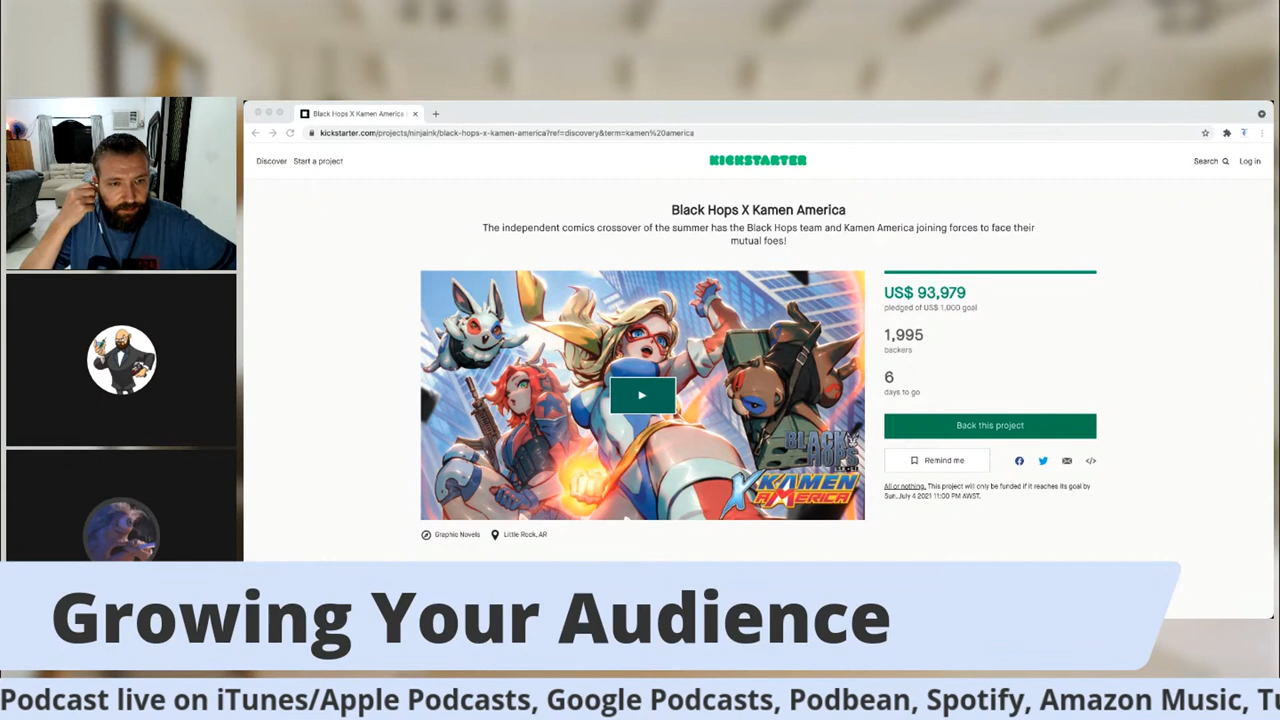 Black Hops X Kamen America
kickstarter.com/projects/ninjaink/black-hops-x-kamen-america?ref=discovery&term=kamen%20america
Discover Start a project
KICKSTARTER
Search Log in
Black Hops X Kamen America
The independent comics crossover of the summer has the Black Hops team and Kamen America joining forces to face their
mutual foes!
US$ 93,979
pledged of US$ 1,000 goal
1,995
backers
6
days to go
Back this project
Remind me
All or nothing. This project will only be funded if it reaches its goal by
Sun, July 4 2021 11:00 PM AWST.
BLACK
HOPS
X KAMEN
AMERICA
Graphic Novels Little Rock, AR
Growing Your Audience
Podcast live on iTunes/Apple Podcasts, Google Podcasts, Podbean, Spotify, Amazon Music,